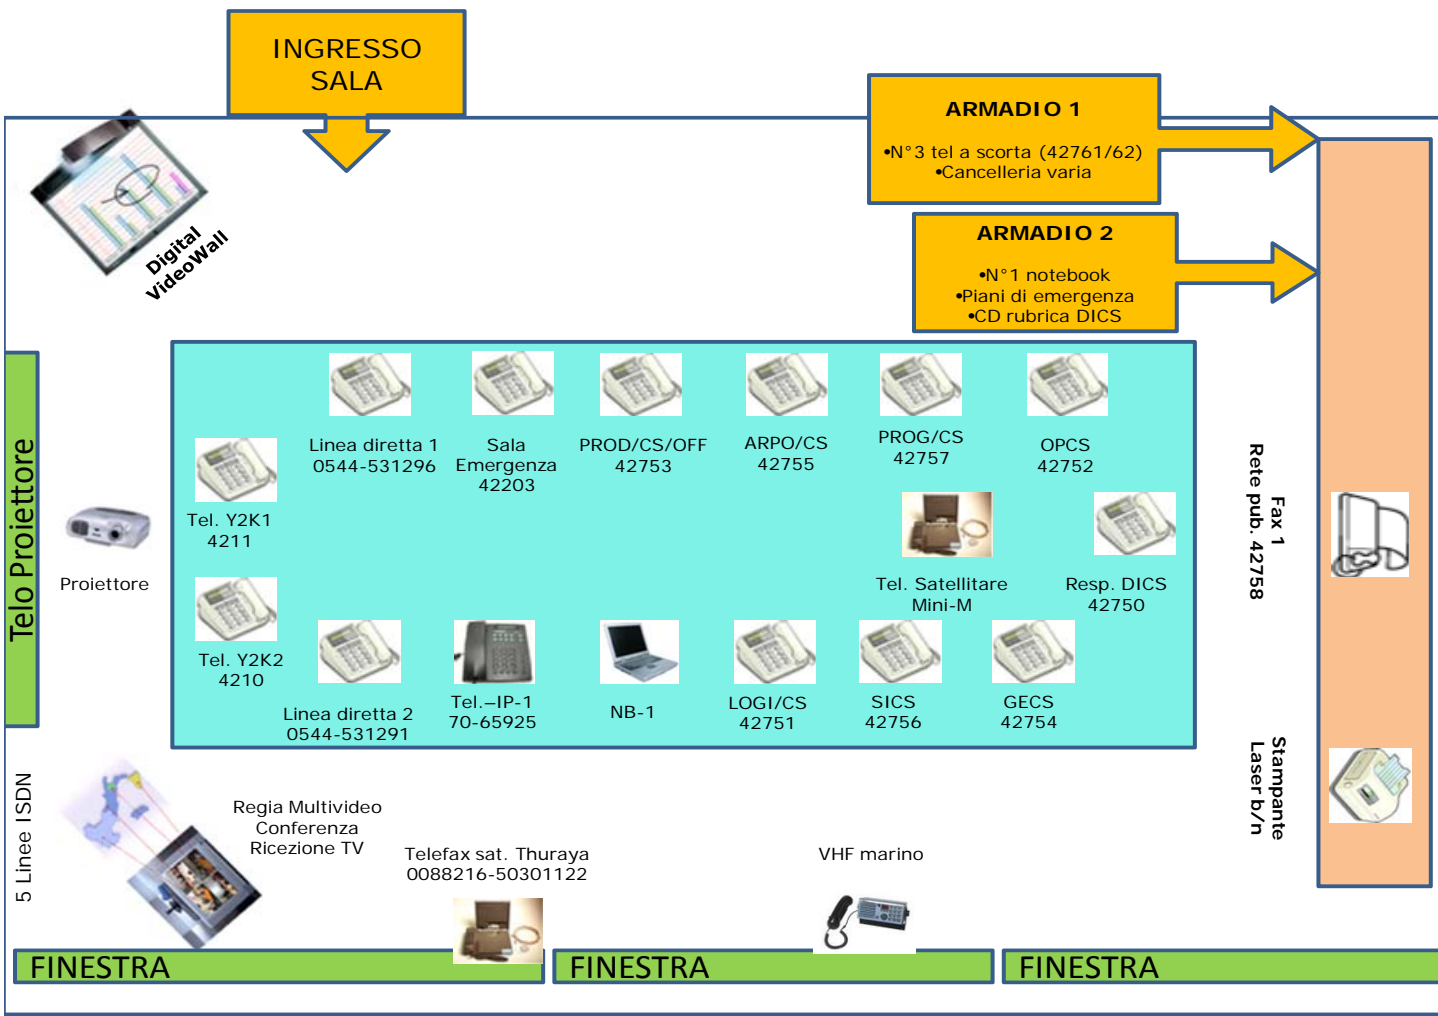 INGRESSO
SALA
ARMADIO 1
•N°3 tel a scorta (42761/62)
•Cancelleria varia
ARMADIO 2
•N°1 notebook
•Piani di emergenza
•CD rubrica DICS
Digital
VideoWall
Telo Proiettore
Proiettore
Linea diretta 1
0544-531296
Sala
Emergenza
42203
PROD/CS/OFF
42753
ARPO/CS
42755
PROG/CS
42757
OPCS
42752
Tel. Y2K1
4211
Tel. Satellitare
Mini-M
Resp. DICS
42750
Fax 1
Rete pub. 42758
Tel. Y2K2
4210
Linea diretta 2
0544-531291
Tel.–IP-1
70-65925
NB-1
LOGI/CS
42751
SICS
42756
GECS
42754
Stampante
Laser b/n
5 Linee ISDN
Regia Multivideo
Conferenza
Ricezione TV
Telefax sat. Thuraya
0088216-50301122
VHF marino
FINESTRA
FINESTRA
FINESTRA